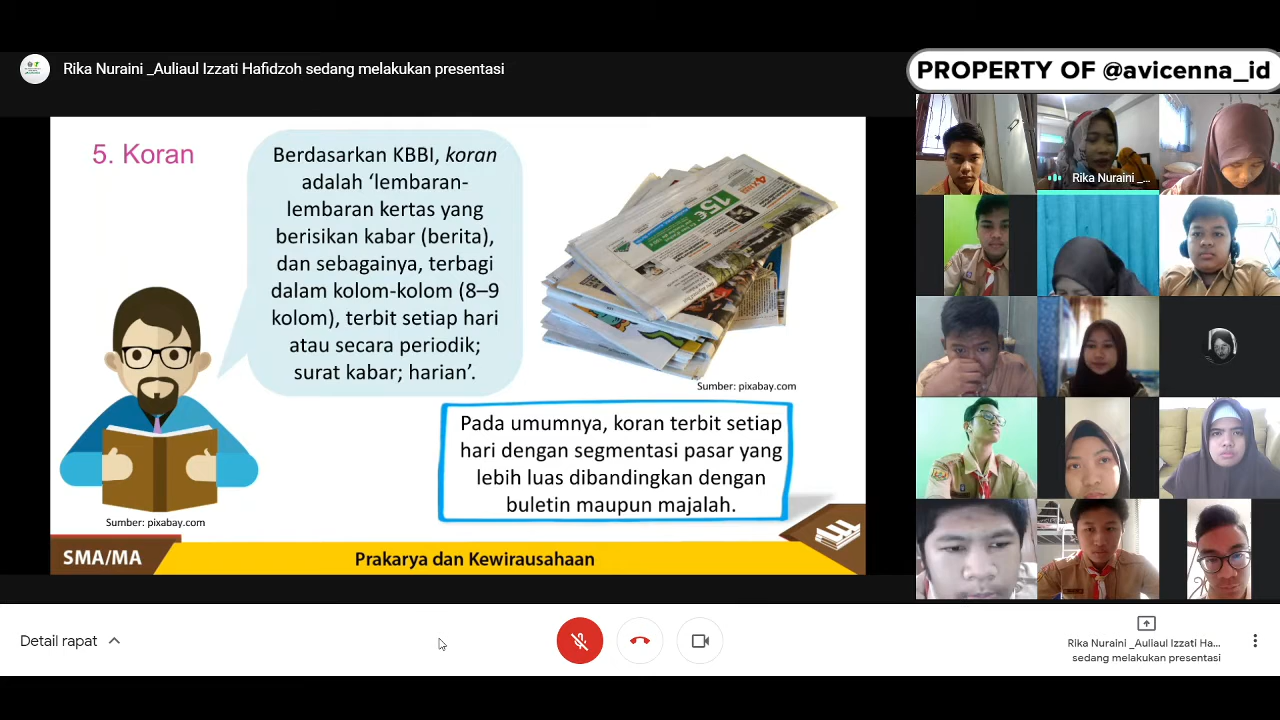 Rika Nuraini _Auliaul Izzati Hafidzoh sedang melakukan presentasi
PROPERTY OF @avicenna_id
5. Koran
Berdasarkan KBBI, koran
adalah ‘lembaran-
lembaran kertas yang
berisikan kabar (berita),
dan sebagainya, terbagi
dalam kolom-kolom (8–9
kolom), terbit setiap hari
atau secara periodik;
surat kabar; harian’.
15€
Sumber: pixabay.com
Pada umumnya, koran terbit setiap
hari dengan segmentasi pasar yang
lebih luas dibandingkan dengan
buletin maupun majalah.
Sumber: pixabay.com
SMA/MA
Prakarya dan Kewirausahaan
Rika Nuraini _...
Detail rapat
Rika Nuraini _Auliaul Izzati Ha...
sedang melakukan presentasi